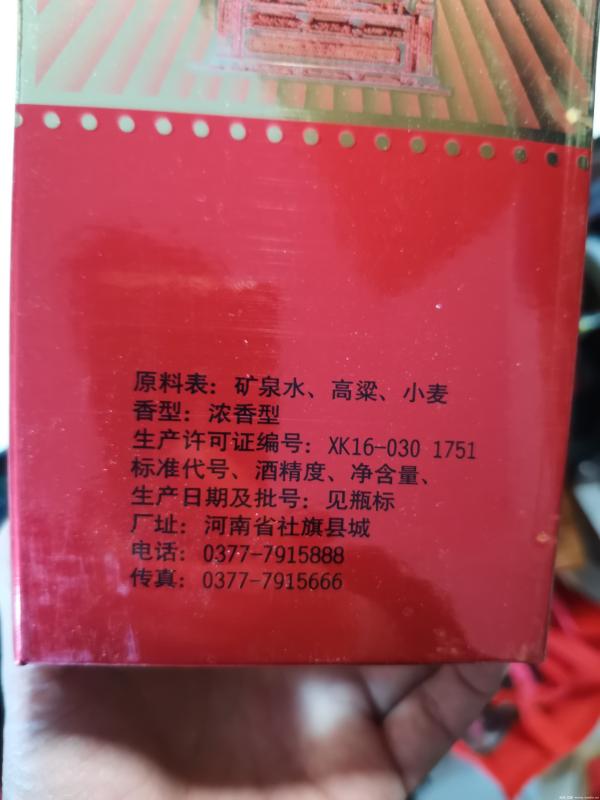 原料表：矿泉水、高粱、小麦
香型：浓香型
生产许可证编号：XK16-030 1751
标准代号、酒精度、净含量、
生产日期及批号：见瓶标
厂址：河南省社旗县城
电话：0377-7915888
传真：0377-7915666